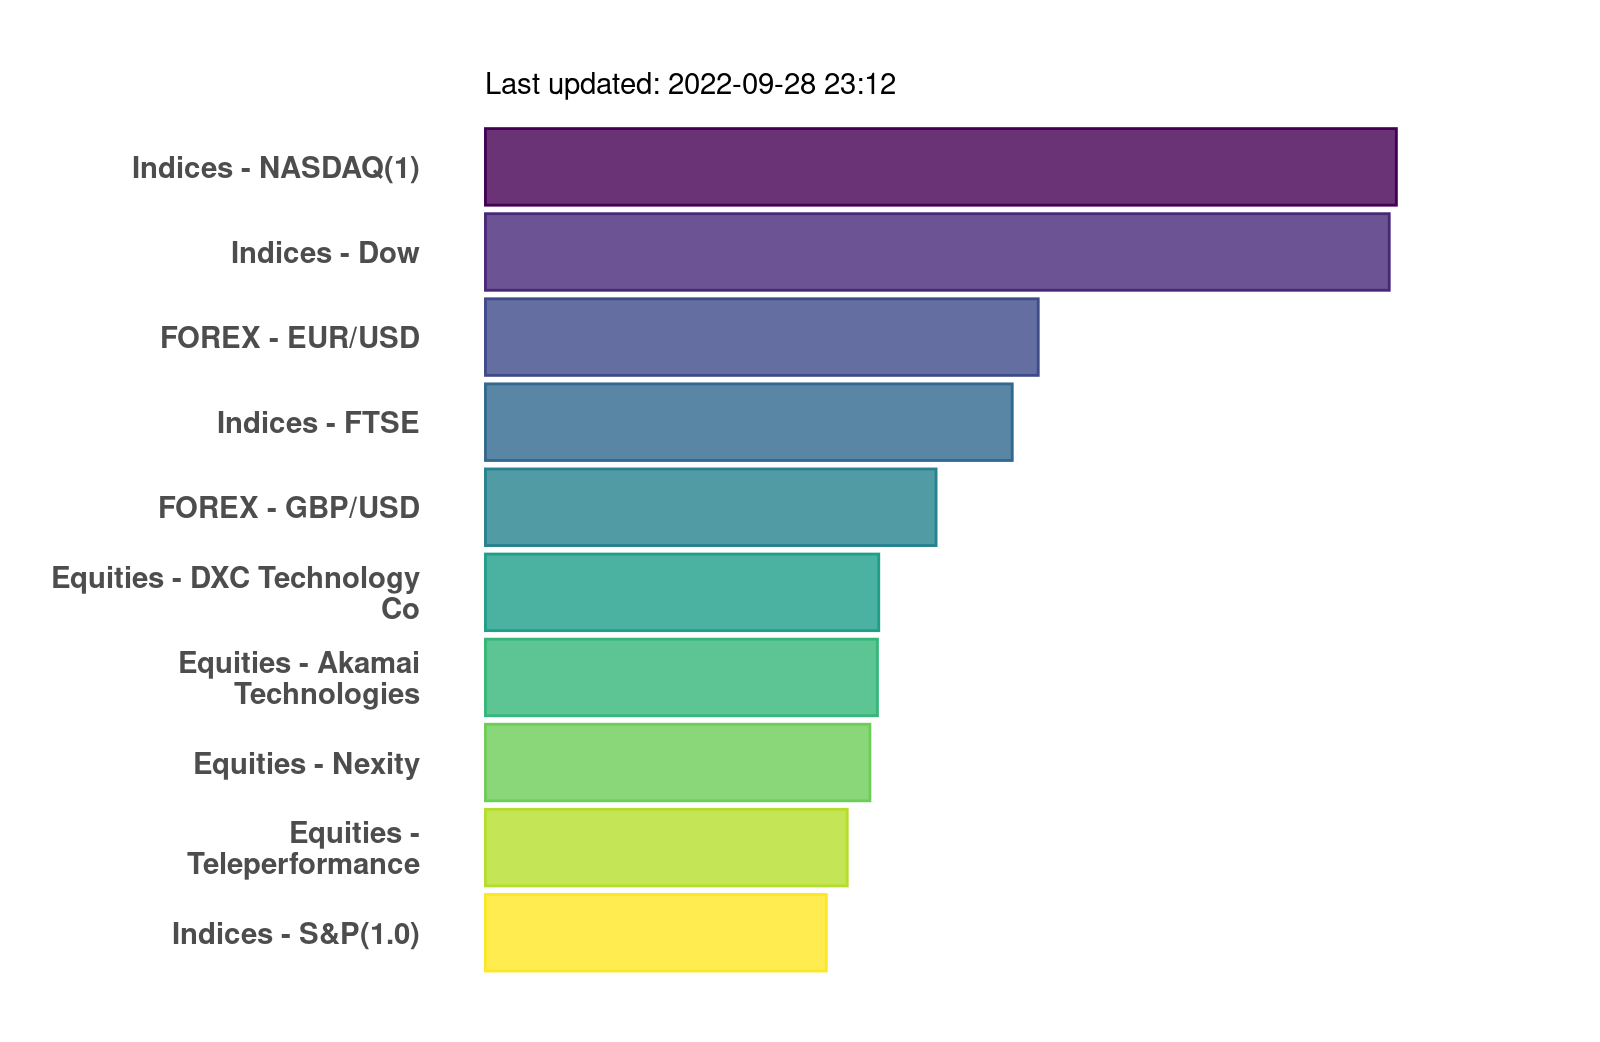 Last updated: 2022-09-28 23:12
Indices - NASDAQ(1)
Indices - Dow
FOREX - EUR/USD
Indices - FTSE
FOREX - GBP/USD
Equities - DXC Technology
Co
Equities - Akamai
Technologies
Equities - Nexity
Equities -
Teleperformance
Indices - S&P(1.0)